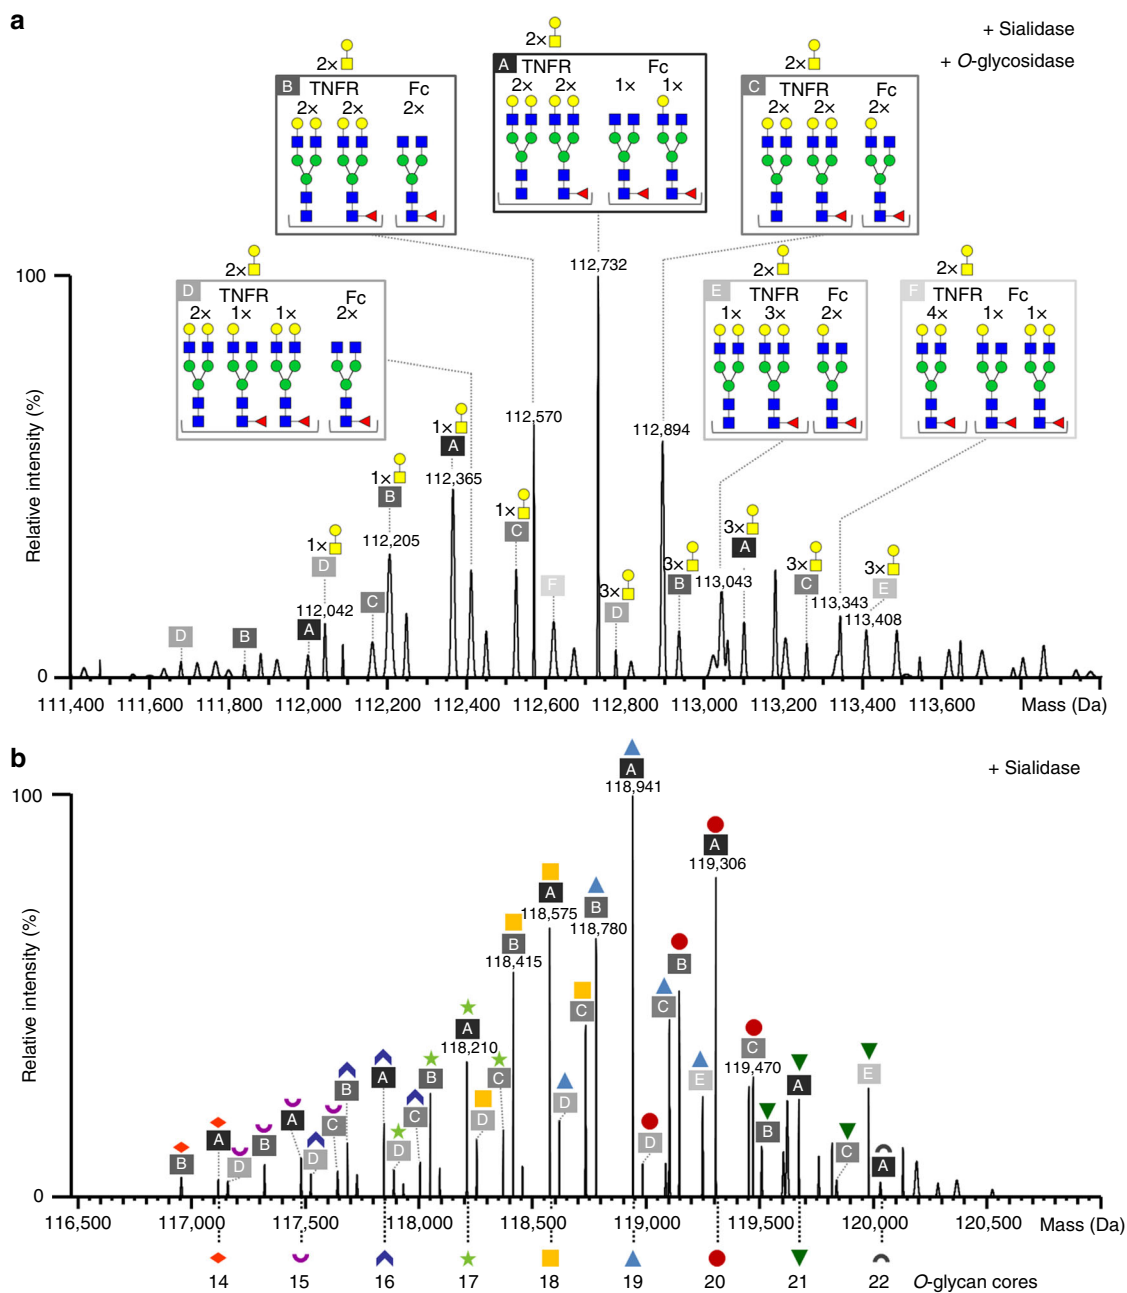 a
+ Sialidase
+ O-glycosidase
2×
2×
2×
B
TNFR
Fc
2×
2×
2×
A
TNFR
Fc
2×
2×
1×
1×
C
TNFR
Fc
2×
2×
2×
2×
D
TNFR
Fc
2×
1×
1×
2×
2×
E
TNFR
Fc
1×
3×
2×
2×
F
TNFR
Fc
4×
1×
1×
Relative intensity (%)
100
0
112,732
112,570
112,894
1×
A
112,365
1×
B
112,205
1×
C
1×
D
112,042
F
3×
D
3×
B
113,043
3×
A
3×
C
113,343
3×
E
113,408
D
B
A
C
111,400
111,600
111,800
112,000
112,200
112,400
112,600
112,800
113,000
113,200
113,400
113,600
Mass (Da)
b
+ Sialidase
Relative intensity (%)
100
0
A
118,941
A
119,306
A
118,575
B
118,780
B
118,415
C
C
B
A
118,210
C
C
119,470
B
E
E
A
B
A
C
D
D
D
B
A
C
D
D
B
A
C
A
B
A
D
B
116,500
117,000
117,500
118,000
118,500
119,000
119,500
120,000
120,500
Mass (Da)
14
15
16
17
18
19
20
21
22
O-glycan cores